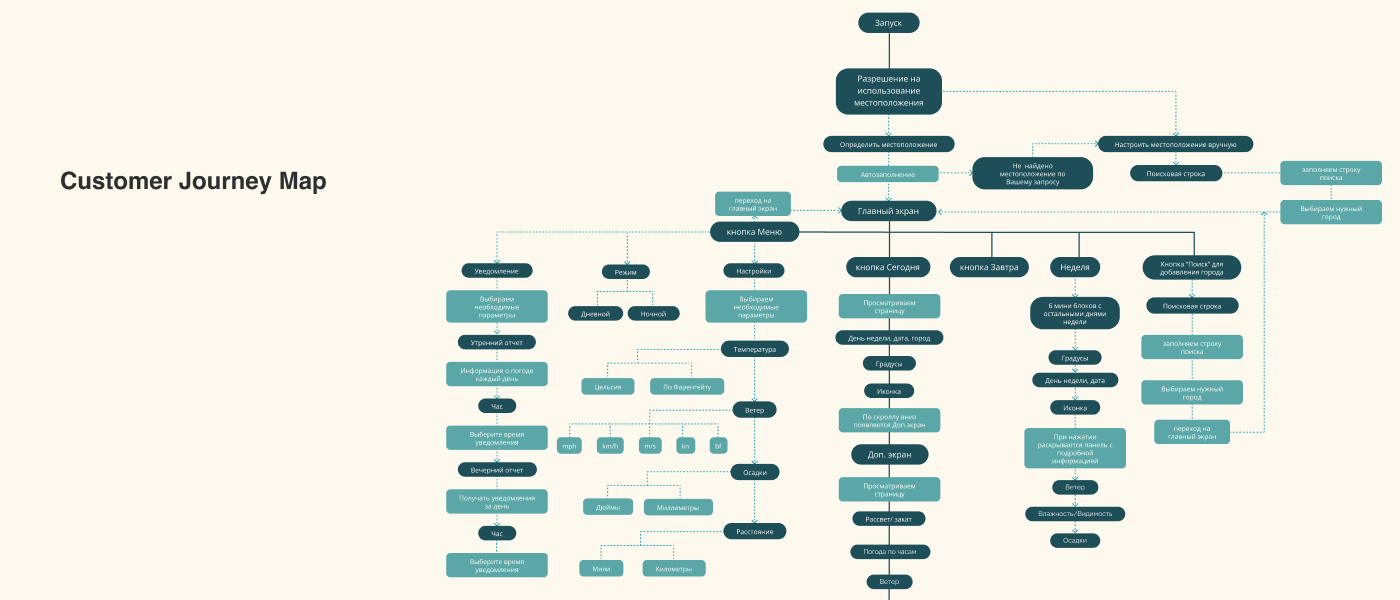 Запуск
Разрешение на
использование
местоположения
Определить местоположение
Настроить местоположение вручную
Автозаполнение
Не найдено
местоположение по
Вашему запросу
Поисковая строка
заполняем строку
поиска
Customer Journey Map
переход на
главный экран
Главный экран
Выбираем нужный
город
кнопка Меню
Уведомление
Режим
Настройки
кнопка Сегодня
кнопка Завтра
Неделя
Кнопка "Поиск" для
добавления города
Выбираем
необходимые
параметры
Дневной
Ночной
Выбираем
необходимые
параметры
Просматриваем
страницу
6 мини блоков с
остальными днями
недели
Поисковая строка
Утренний отчет
Температура
День недели, дата, город
Градусы
заполняем строку
поиска
Информация о погоде
каждый день
Цельсия
По Фаренгейту
Градусы
День недели, дата
Иконка
Выбираем нужный
город
Час
Ветер
Иконка
По скроллу вниз
появляется Доп.экран
переход на
главный экран
Выберите время
уведомления
mph
km/h
m/s
kn
bf
При нажатии
раскрывается панель с
подробной
информацией
Доп. экран
Вечерний отчет
Осадки
Просматриваем
страницу
Ветер
Получать уведомления
за день
Дюймы
Миллиметры
Рассвет/ закат
Влажность/Видимость
Час
Расстояние
Осадки
Погода по часам
Выберите время
уведомления
Мили
Километры
Ветер